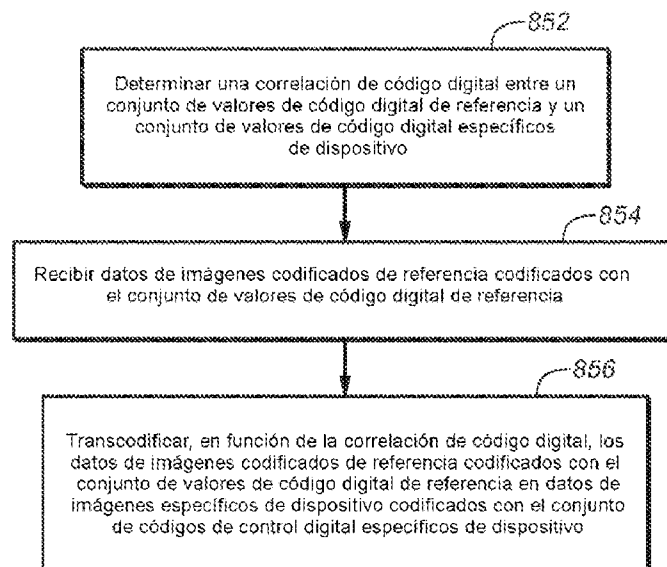 852
Determinar una correlación de código digital entre un
conjunto de valores de código digital de referencia y un
conjunto de valores de código digital específicos
de dispositivo
854
Recibir datos de imágenes codificados de referencia codificados con
el conjunto de valores de código digital de referencia
856
Transcodificar, en función de la correlación de código digital, los
datos de imágenes codificados de referencia codificados con el
conjunto de valores de código digital de referencia en datos de
imágenes específicos de dispositivo codificados con el conjunto
de códigos de control digital específicos de dispositivo